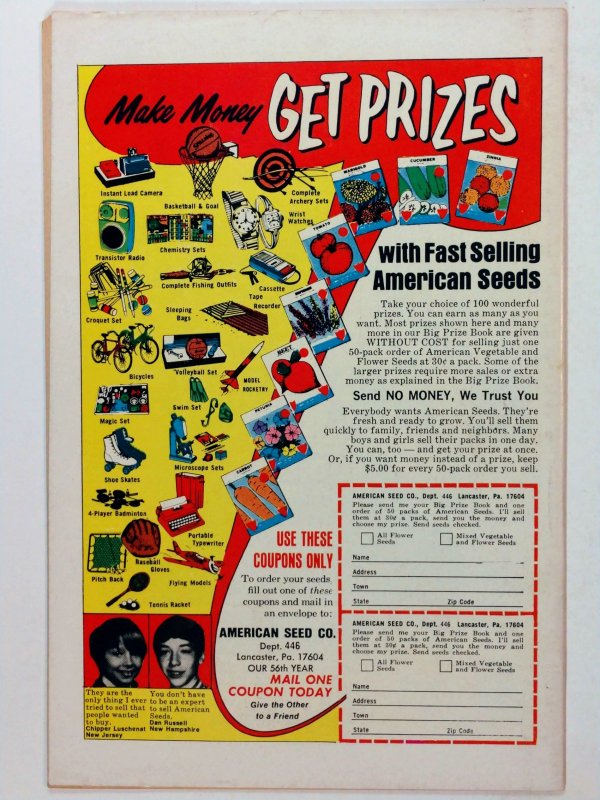 Make Money GET PRIZES
with Fast Selling
American Seeds
Instant Load Camera
Basketball & Goal
Complete
Archery Sets
Wrist
Watches
Transistor Radio
Chemistry Sets
Complete Fishing Outfits
Cassette
Tape
Recorder
Croquet Set
Sleeping
Bags
Bicycles
Volleyball Set
MODEL
ROCKETRY
Magic Set
Swim Set
Shoe Skates
Microscope Sets
4-Player Badminton
Portable
Typewriter
Baseball
Gloves
Pitch Back
Flying Models
Tennis Racket
MARIGOLD
CUCUMBER
ZINNIA
TOMATO
BEET
PETUNIA
CARROT
Take your choice of 100 wonderful
prizes. You can earn as many as you
want. Most prizes shown here and many
more in our Big Prize Book are given
WITHOUT COST for selling just one
50-pack order of American Vegetable and
Flower Seeds at 30¢ a pack. Some of the
larger prizes require more sales or extra
money as explained in the Big Prize Book.
Send NO MONEY, We Trust You
Everybody wants American Seeds. They're
fresh and ready to grow. You'll sell them
quickly to family, friends and neighbors. Many
boys and girls sell their packs in one day.
You can, too — and get your prize at once.
Or, if you want money instead of a prize, keep
$5.00 for every 50-pack order you sell.
USE THESE
COUPONS ONLY
To order your seeds
fill out one of these
coupons and mail in
an envelope to:
AMERICAN SEED CO.
Dept. 446
Lancaster, Pa. 17604
OUR 56th YEAR
MAIL ONE
COUPON TODAY
Give the Other
to a Friend
AMERICAN SEED CO., Dept. 446 Lancaster, Pa. 17604
Please send me your Big Prize Book and one
order of 50 packs of American Seeds. I'll sell
them at 30¢ a pack, send you the money and
choose my prize. Send seeds checked.
All Flower
Seeds
Mixed Vegetable
and Flower Seeds
Name
Address
Town
State Zip Code
AMERICAN SEED CO., Dept. 446 Lancaster, Pa. 17604
Please send me your Big Prize Book and one
order of 50 packs of American Seeds. I'll sell
them at 30¢ a pack, send you the money and
choose my prize. Send seeds checked.
All Flower
Seeds
Mixed Vegetable
and Flower Seeds
Name
Address
Town
State Zip Code
They are the
only thing I ever
tried to sell that
people wanted
to buy.
Chipper Luschenat
New Jersey
You don't have
to be an expert
to sell American
Seeds.
Dan Russell
New Hampshire